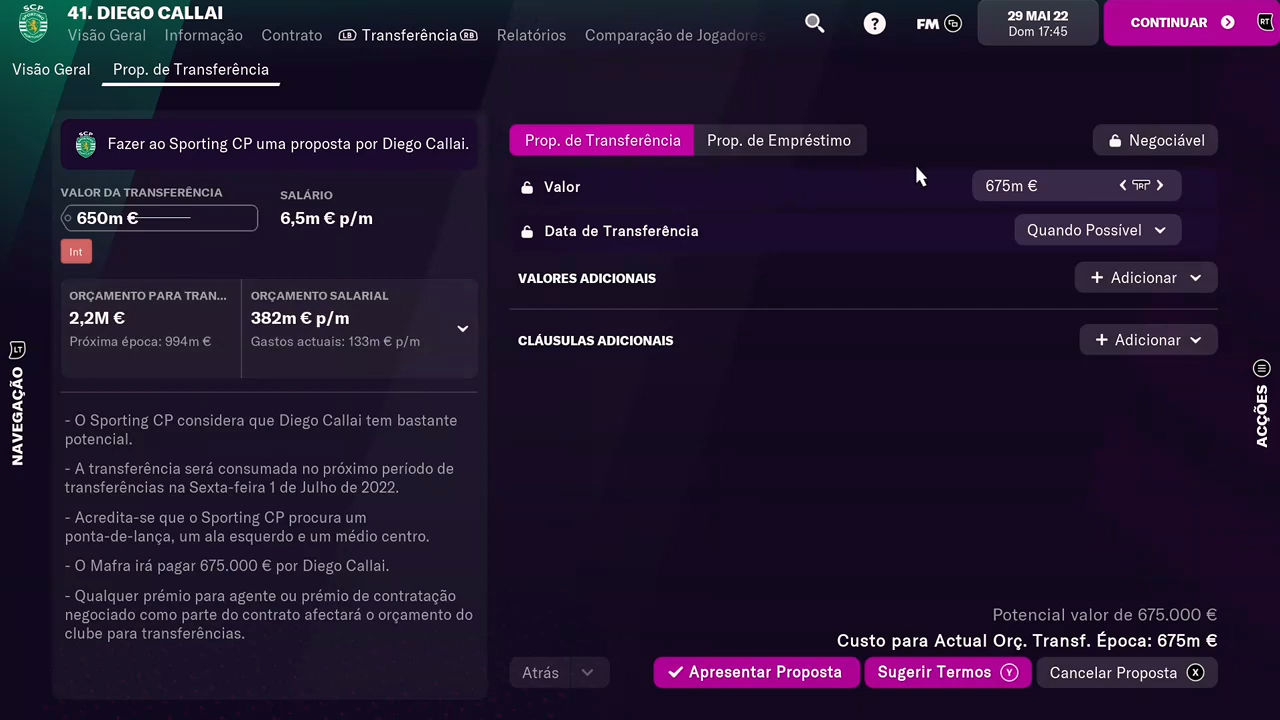 SCP
41. DIEGO CALLAI
Visão Geral Informação Contrato LB Transferência RB Relatórios Comparação de Jogadores
? FM 29 MAI 22
Dom 17:45
CONTINUAR RT
Visão Geral Prop. de Transferência
Fazer ao Sporting CP uma proposta por Diego Callai.
VALOR DA TRANSFERÊNCIA SALÁRIO
650m € 6,5m € p/m
Int
ORÇAMENTO PARA TRAN... ORÇAMENTO SALARIAL
2,2M € 382m € p/m
Próxima época: 994m € Gastos actuais: 133m € p/m
- O Sporting CP considera que Diego Callai tem bastante
potencial.
- A transferência será consumada no próximo período de
transferências na Sexta-feira 1 de Julho de 2022.
- Acredita-se que o Sporting CP procura um
ponta-de-lança, um ala esquerdo e um médio centro.
- O Mafra irá pagar 675.000 € por Diego Callai.
- Qualquer prémio para agente ou prémio de contratação
negociado como parte do contrato afectará o orçamento do
clube para transferências.
Prop. de Transferência Prop. de Empréstimo Negociável
Valor 675m €
Data de Transferência Quando Possível
VALORES ADICIONAIS + Adicionar
CLÁUSULAS ADICIONAIS + Adicionar
Potencial valor de 675.000 €
Custo para Actual Orç. Transf. Época: 675m €
Atrás Apresentar Proposta Sugerir Termos Y Cancelar Proposta X
LT
NAVEGAÇÃO
ACÇÕES